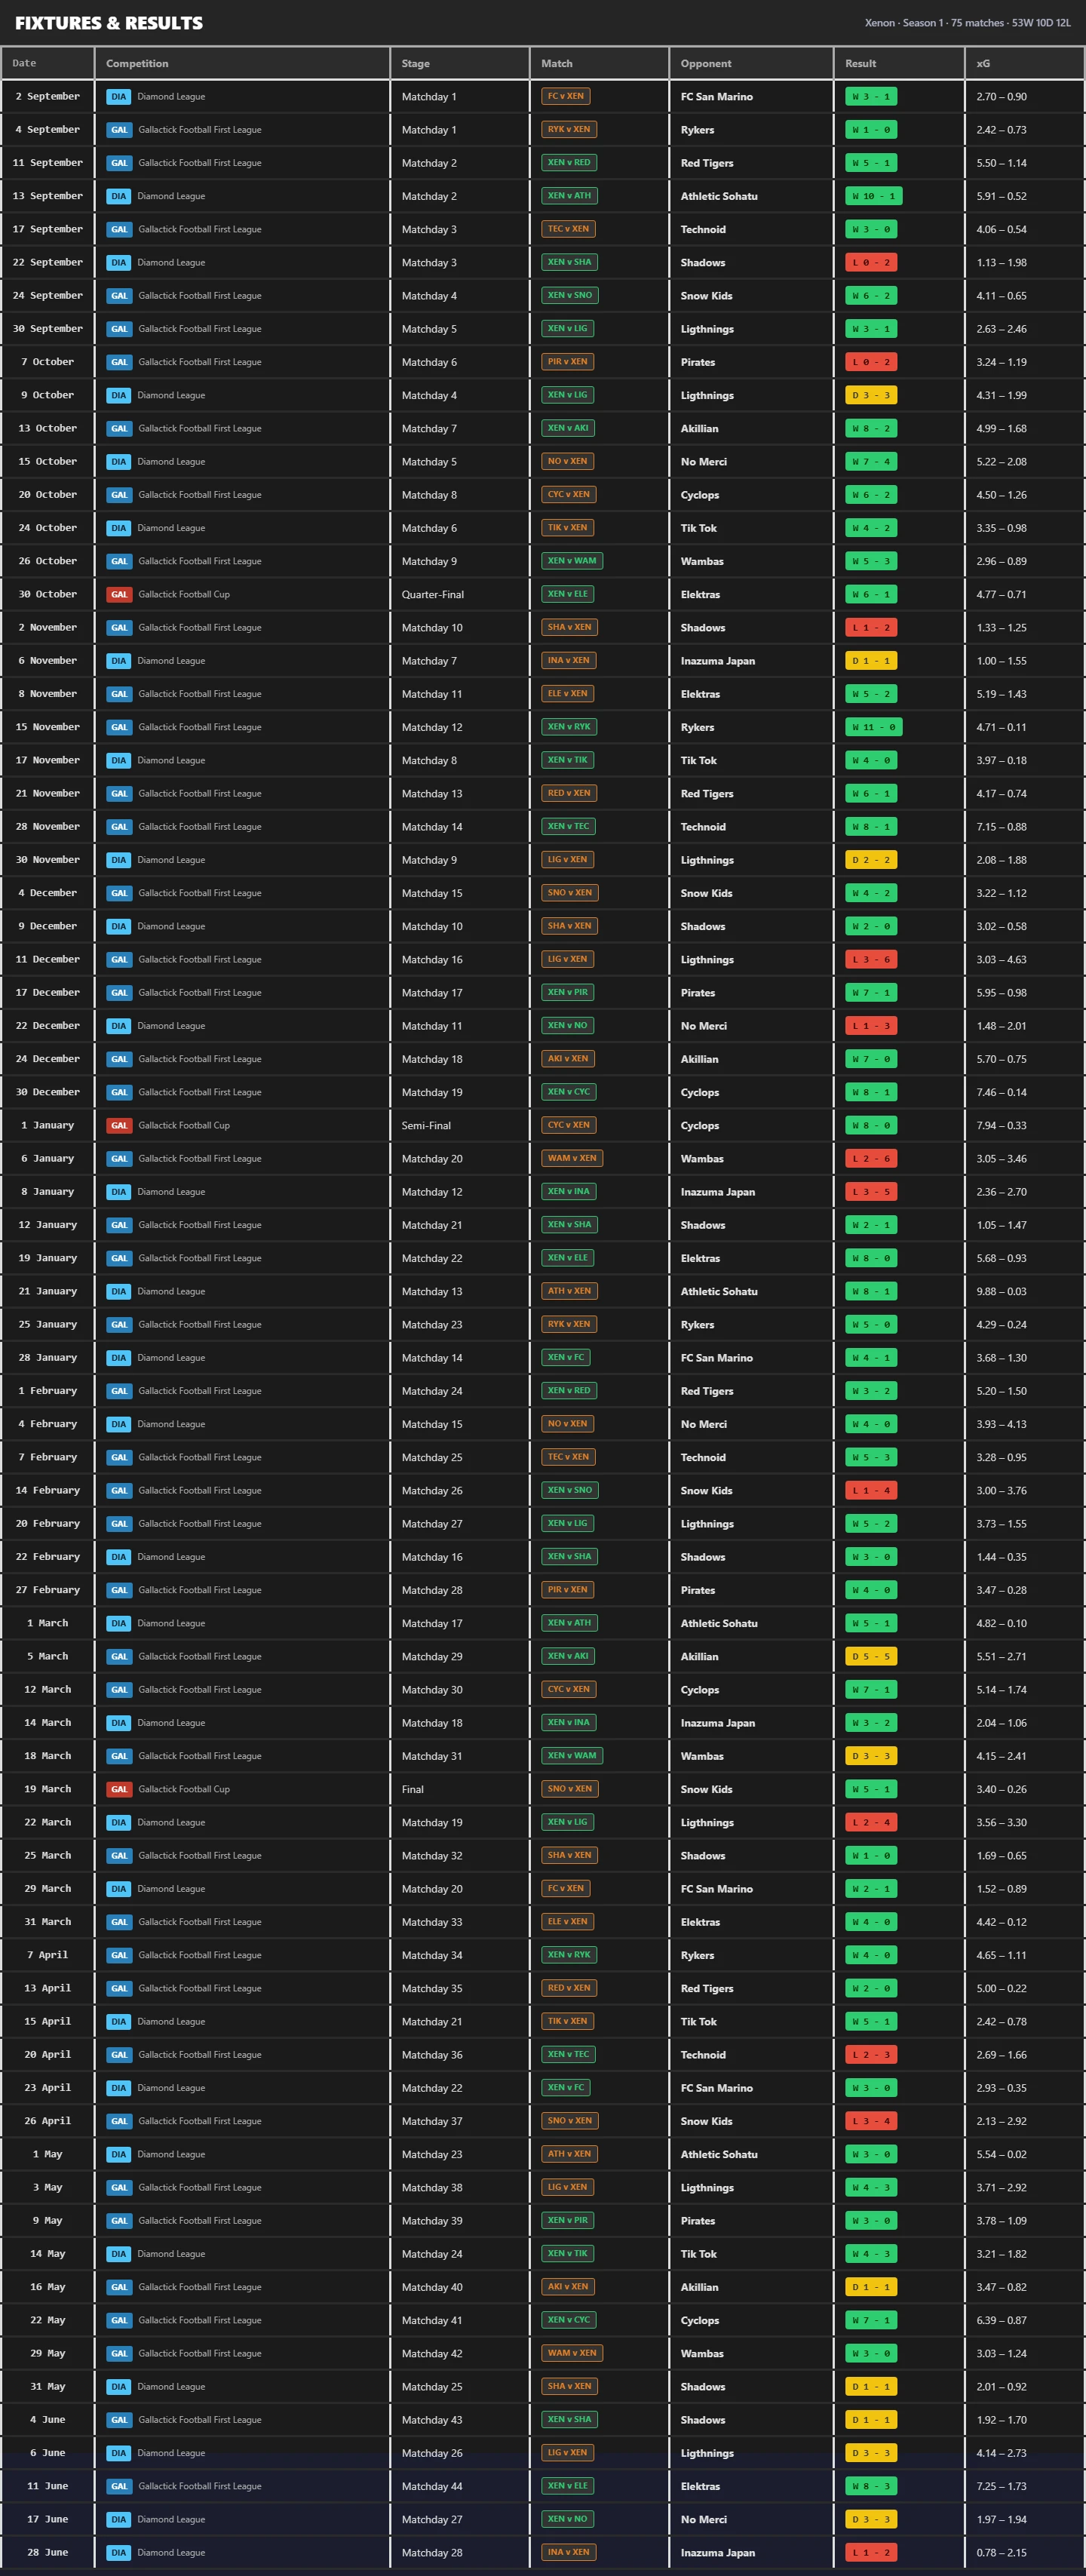 FIXTURES & RESULTS
Xenon · Season 1 · 75 matches · 53W 10D 12L
Date Competition Stage Match Opponent Result xG
2 September DIA Diamond League Matchday 1 FC v XEN FC San Marino W 3 - 1 2.70 – 0.90
4 September GAL Gallactick Football First League Matchday 1 RYK v XEN Rykers W 1 - 0 2.42 – 0.73
11 September GAL Gallactick Football First League Matchday 2 XEN v RED Red Tigers W 5 - 1 5.50 – 1.14
13 September DIA Diamond League Matchday 2 XEN v ATH Athletic Sohatu W 10 - 1 5.91 – 0.52
17 September GAL Gallactick Football First League Matchday 3 TEC v XEN Technoid W 3 - 0 4.06 – 0.54
22 September DIA Diamond League Matchday 3 XEN v SHA Shadows L 0 - 2 1.13 – 1.98
24 September GAL Gallactick Football First League Matchday 4 XEN v SNO Snow Kids W 6 - 2 4.11 – 0.65
30 September GAL Gallactick Football First League Matchday 5 XEN v LIG Ligthnings W 3 - 1 2.63 – 2.46
7 October GAL Gallactick Football First League Matchday 6 PIR v XEN Pirates L 0 - 2 3.24 – 1.19
9 October DIA Diamond League Matchday 4 XEN v LIG Ligthnings D 3 - 3 4.31 – 1.99
13 October GAL Gallactick Football First League Matchday 7 XEN v AKI Akillian W 8 - 2 4.99 – 1.68
15 October DIA Diamond League Matchday 5 NO v XEN No Merci W 7 - 4 5.22 – 2.08
20 October GAL Gallactick Football First League Matchday 8 CYC v XEN Cyclops W 6 - 2 4.50 – 1.26
24 October DIA Diamond League Matchday 6 TIK v XEN Tik Tok W 4 - 2 3.35 – 0.98
26 October GAL Gallactick Football First League Matchday 9 XEN v WAM Wambas W 5 - 3 2.96 – 0.89
30 October GAL Gallactick Football Cup Quarter-Final XEN v ELE Elektras W 6 - 1 4.77 – 0.71
2 November GAL Gallactick Football First League Matchday 10 SHA v XEN Shadows L 1 - 2 1.33 – 1.25
6 November DIA Diamond League Matchday 7 INA v XEN Inazuma Japan D 1 - 1 1.00 – 1.55
8 November GAL Gallactick Football First League Matchday 11 ELE v XEN Elektras W 5 - 2 5.19 – 1.43
15 November GAL Gallactick Football First League Matchday 12 XEN v RYK Rykers W 11 - 0 4.71 – 0.11
17 November DIA Diamond League Matchday 8 XEN v TIK Tik Tok W 4 - 0 3.97 – 0.18
21 November GAL Gallactick Football First League Matchday 13 RED v XEN Red Tigers W 6 - 1 4.17 – 0.74
28 November GAL Gallactick Football First League Matchday 14 XEN v TEC Technoid W 8 - 1 7.15 – 0.88
30 November DIA Diamond League Matchday 9 LIG v XEN Ligthnings D 2 - 2 2.08 – 1.88
4 December GAL Gallactick Football First League Matchday 15 SNO v XEN Snow Kids W 4 - 2 3.22 – 1.12
9 December DIA Diamond League Matchday 10 SHA v XEN Shadows W 2 - 0 3.02 – 0.58
11 December GAL Gallactick Football First League Matchday 16 LIG v XEN Ligthnings L 3 - 6 3.03 – 4.63
17 December GAL Gallactick Football First League Matchday 17 XEN v PIR Pirates W 7 - 1 5.95 – 0.98
22 December DIA Diamond League Matchday 11 XEN v NO No Merci L 1 - 3 1.48 – 2.01
24 December GAL Gallactick Football First League Matchday 18 AKI v XEN Akillian W 7 - 0 5.70 – 0.75
30 December GAL Gallactick Football First League Matchday 19 XEN v CYC Cyclops W 8 - 1 7.46 – 0.14
1 January GAL Gallactick Football Cup Semi-Final CYC v XEN Cyclops W 8 - 0 7.94 – 0.33
6 January GAL Gallactick Football First League Matchday 20 WAM v XEN Wambas L 2 - 6 3.05 – 3.46
8 January DIA Diamond League Matchday 12 XEN v INA Inazuma Japan L 3 - 5 2.36 – 2.70
12 January GAL Gallactick Football First League Matchday 21 XEN v SHA Shadows W 2 - 1 1.05 – 1.47
19 January GAL Gallactick Football First League Matchday 22 XEN v ELE Elektras W 8 - 0 5.68 – 0.93
21 January DIA Diamond League Matchday 13 ATH v XEN Athletic Sohatu W 8 - 1 9.88 – 0.03
25 January GAL Gallactick Football First League Matchday 23 RYK v XEN Rykers W 5 - 0 4.29 – 0.24
28 January DIA Diamond League Matchday 14 XEN v FC FC San Marino W 4 - 1 3.68 – 1.30
1 February GAL Gallactick Football First League Matchday 24 XEN v RED Red Tigers W 3 - 2 5.20 – 1.50
4 February DIA Diamond League Matchday 15 NO v XEN No Merci W 4 - 0 3.93 – 4.13
7 February GAL Gallactick Football First League Matchday 25 TEC v XEN Technoid W 5 - 3 3.28 – 0.95
14 February GAL Gallactick Football First League Matchday 26 XEN v SNO Snow Kids L 1 - 4 3.00 – 3.76
20 February GAL Gallactick Football First League Matchday 27 XEN v LIG Ligthnings W 5 - 2 3.73 – 1.55
22 February DIA Diamond League Matchday 16 XEN v SHA Shadows W 3 - 0 1.44 – 0.35
27 February GAL Gallactick Football First League Matchday 28 PIR v XEN Pirates W 4 - 0 3.47 – 0.28
1 March DIA Diamond League Matchday 17 XEN v ATH Athletic Sohatu W 5 - 1 4.82 – 0.10
5 March GAL Gallactick Football First League Matchday 29 XEN v AKI Akillian D 5 - 5 5.51 – 2.71
12 March GAL Gallactick Football First League Matchday 30 CYC v XEN Cyclops W 7 - 1 5.14 – 1.74
14 March DIA Diamond League Matchday 18 XEN v INA Inazuma Japan W 3 - 2 2.04 – 1.06
18 March GAL Gallactick Football First League Matchday 31 XEN v WAM Wambas D 3 - 3 4.15 – 2.41
19 March GAL Gallactick Football Cup Final SNO v XEN Snow Kids W 5 - 1 3.40 – 0.26
22 March DIA Diamond League Matchday 19 XEN v LIG Ligthnings L 2 - 4 3.56 – 3.30
25 March GAL Gallactick Football First League Matchday 32 SHA v XEN Shadows W 1 - 0 1.69 – 0.65
29 March DIA Diamond League Matchday 20 FC v XEN FC San Marino W 2 - 1 1.52 – 0.89
31 March GAL Gallactick Football First League Matchday 33 ELE v XEN Elektras W 4 - 0 4.42 – 0.12
7 April GAL Gallactick Football First League Matchday 34 XEN v RYK Rykers W 4 - 0 4.65 – 1.11
13 April GAL Gallactick Football First League Matchday 35 RED v XEN Red Tigers W 2 - 0 5.00 – 0.22
15 April DIA Diamond League Matchday 21 TIK v XEN Tik Tok W 5 - 1 2.42 – 0.78
20 April GAL Gallactick Football First League Matchday 36 XEN v TEC Technoid L 2 - 3 2.69 – 1.66
23 April DIA Diamond League Matchday 22 XEN v FC FC San Marino W 3 - 0 2.93 – 0.35
26 April GAL Gallactick Football First League Matchday 37 SNO v XEN Snow Kids L 3 - 4 2.13 – 2.92
1 May DIA Diamond League Matchday 23 ATH v XEN Athletic Sohatu W 3 - 0 5.54 – 0.02
3 May GAL Gallactick Football First League Matchday 38 LIG v XEN Ligthnings W 4 - 3 3.71 – 2.92
9 May GAL Gallactick Football First League Matchday 39 XEN v PIR Pirates W 3 - 0 3.78 – 1.09
14 May DIA Diamond League Matchday 24 XEN v TIK Tik Tok W 4 - 3 3.21 – 1.82
16 May GAL Gallactick Football First League Matchday 40 AKI v XEN Akillian D 1 - 1 3.47 – 0.82
22 May GAL Gallactick Football First League Matchday 41 XEN v CYC Cyclops W 7 - 1 6.39 – 0.87
29 May GAL Gallactick Football First League Matchday 42 WAM v XEN Wambas W 3 - 0 3.03 – 1.24
31 May DIA Diamond League Matchday 25 SHA v XEN Shadows D 1 - 1 2.01 – 0.92
4 June GAL Gallactick Football First League Matchday 43 XEN v SHA Shadows D 1 - 1 1.92 – 1.70
6 June DIA Diamond League Matchday 26 LIG v XEN Ligthnings D 3 - 3 4.14 – 2.73
11 June GAL Gallactick Football First League Matchday 44 XEN v ELE Elektras W 8 - 3 7.25 – 1.73
17 June DIA Diamond League Matchday 27 XEN v NO No Merci D 3 - 3 1.97 – 1.94
28 June DIA Diamond League Matchday 28 INA v XEN Inazuma Japan L 1 - 2 0.78 – 2.15